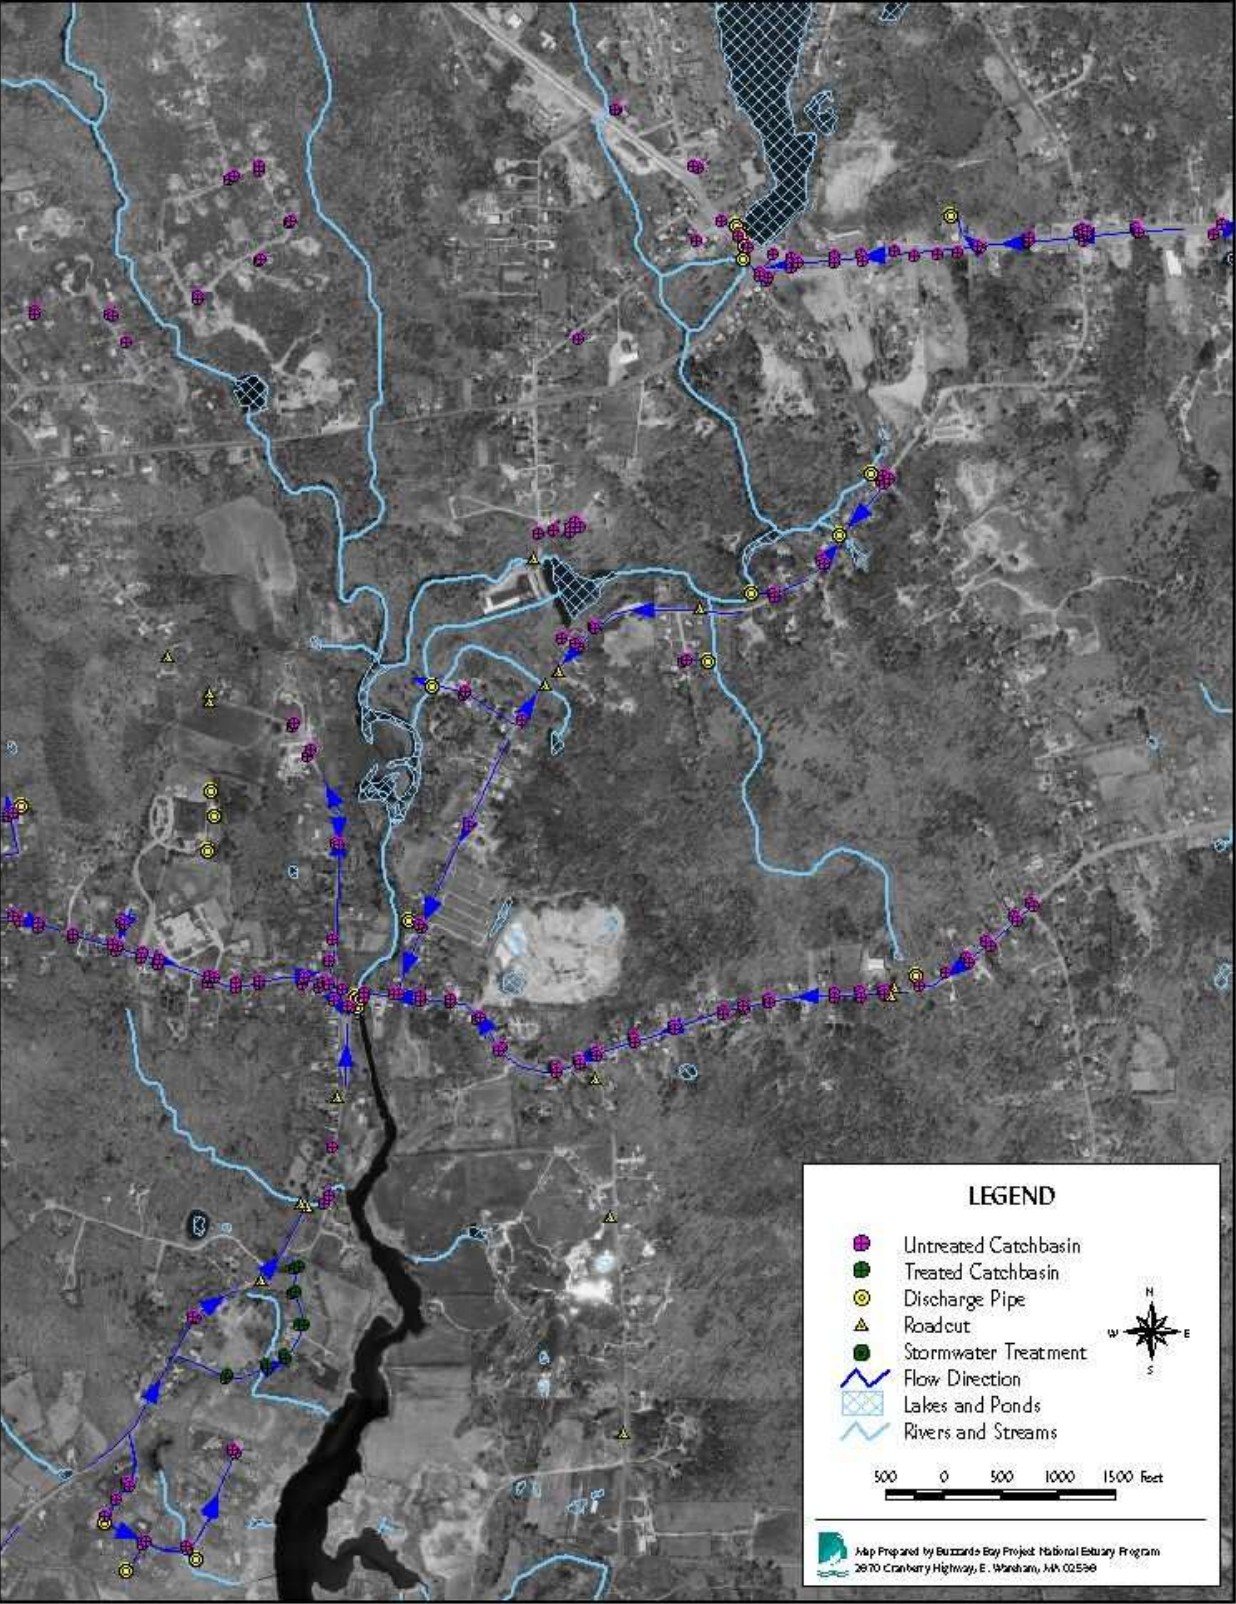 LEGEND
Untreated Catchbasin
Treated Catchbasin
Discharge Pipe
Roadcut
Stormwater Treatment
Flow Direction
Lakes and Ponds
Rivers and Streams
N
W E
S
500 0 500 1000 1500 Feet
Map Prepared by Buzzards Bay Project National Estuary Program
2870 Cranberry Highway, E. Wareham, MA 02538